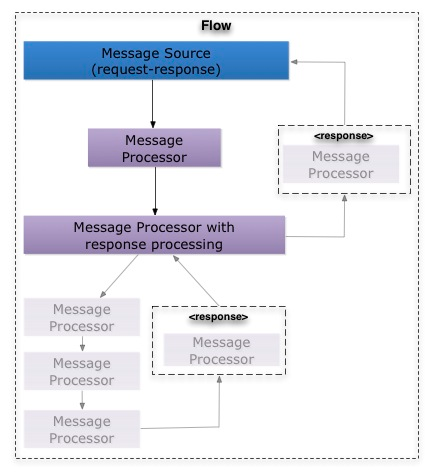 Flow
Message Source
(request-response)
<response>
Message
Processor
Message
Processor
Message Processor with
response processing
Message
Processor
<response>
Message
Processor
Message
Processor
Message
Processor